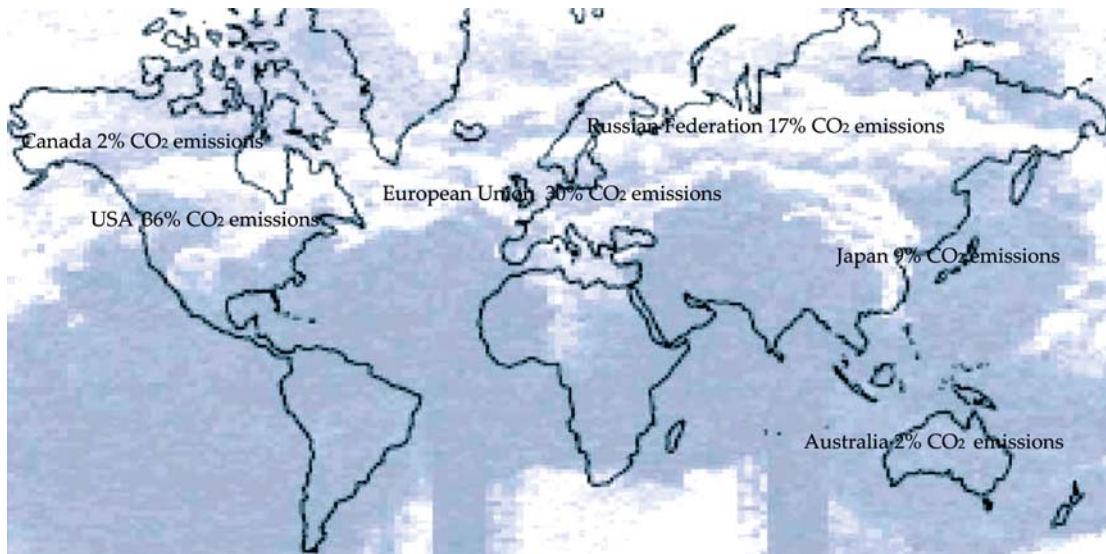 Canada 2% CO₂ emissions
Russian Federation 17% CO₂ emissions
European Union 30% CO₂ emissions
USA 36% CO₂ emissions
Japan 9% CO₂ emissions
Australia 2% CO₂ emissions